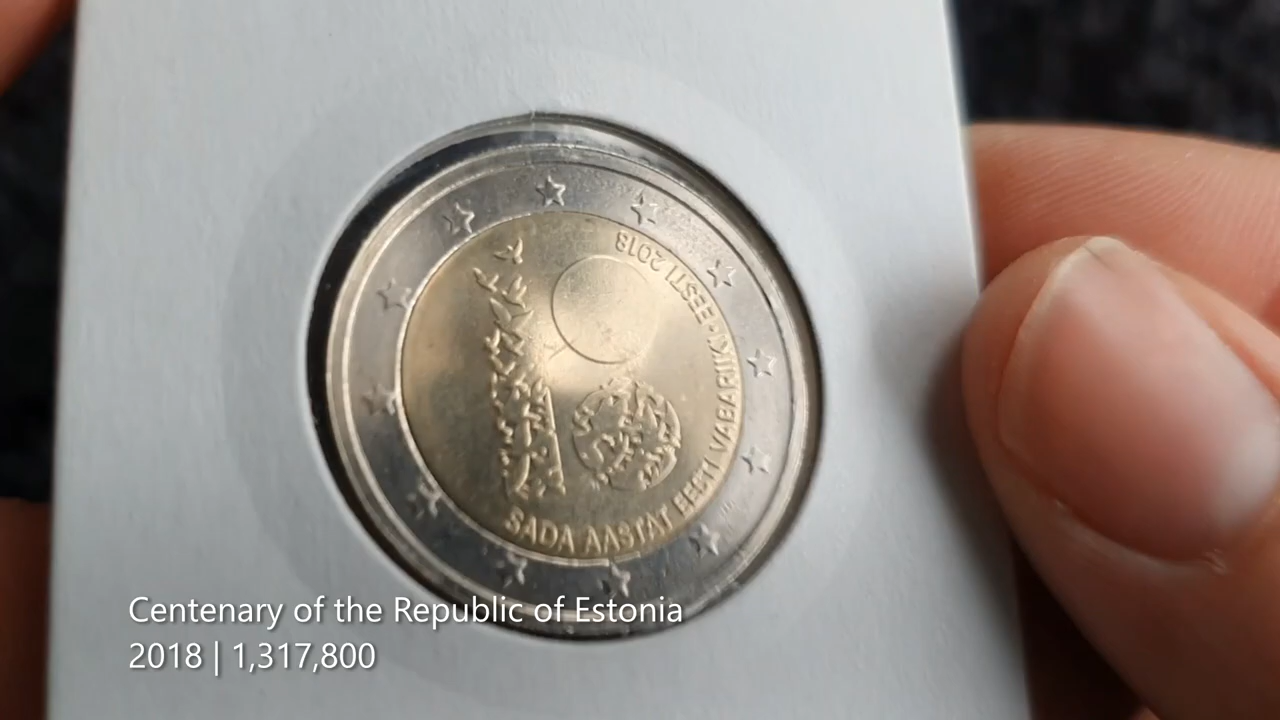 SADA AASTAT EESTI VABARIIKI · EESTI 2018
Centenary of the Republic of Estonia
2018 | 1,317,800